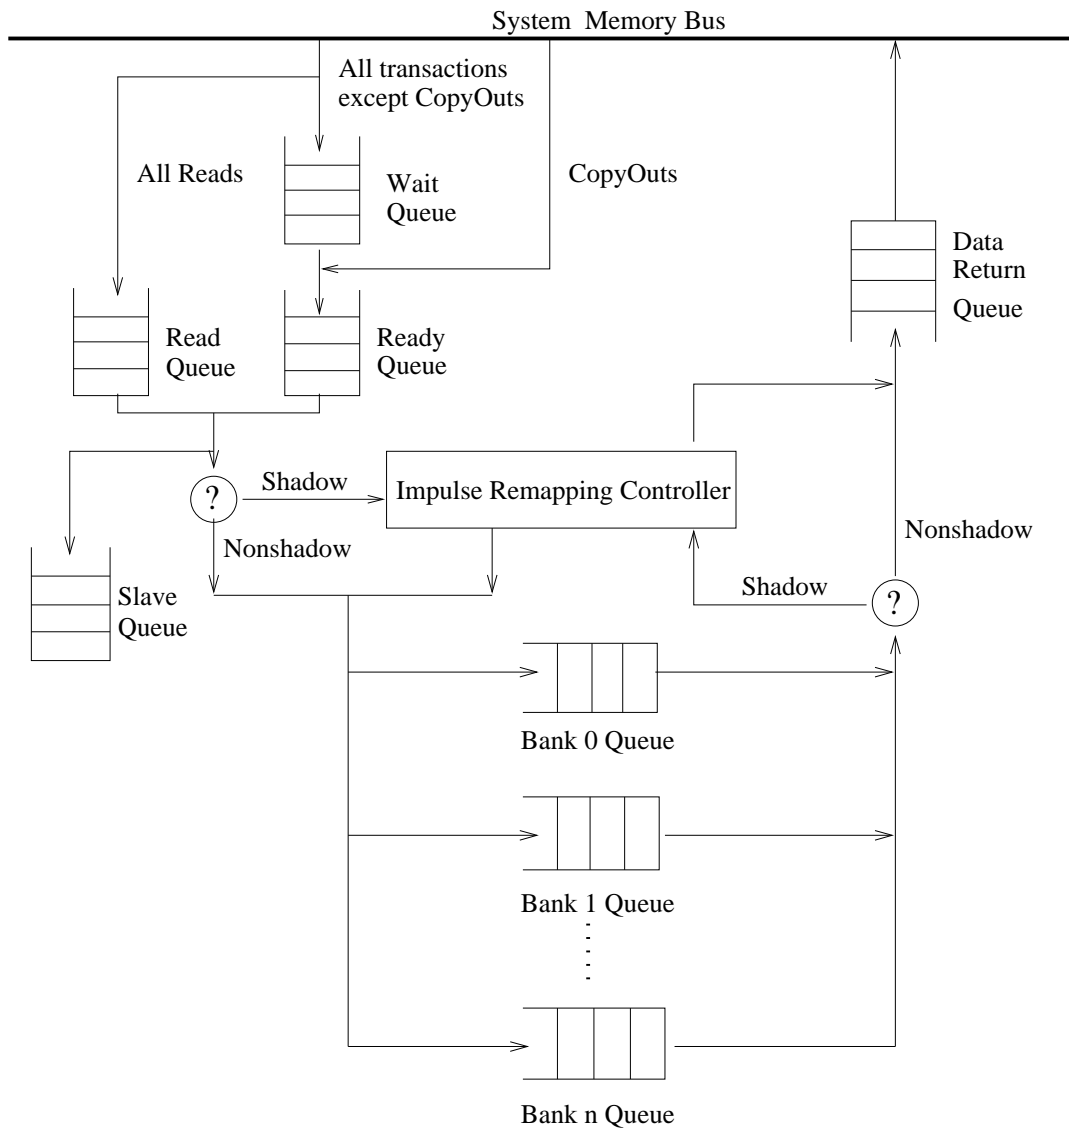 System Memory Bus
All transactions
except CopyOuts
All Reads
Wait
Queue
CopyOuts
Data
Return
Queue
Read
Queue
Ready
Queue
Shadow
?
Impulse Remapping Controller
Nonshadow
Nonshadow
Shadow
?
Slave
Queue
Bank 0 Queue
Bank 1 Queue
Bank n Queue